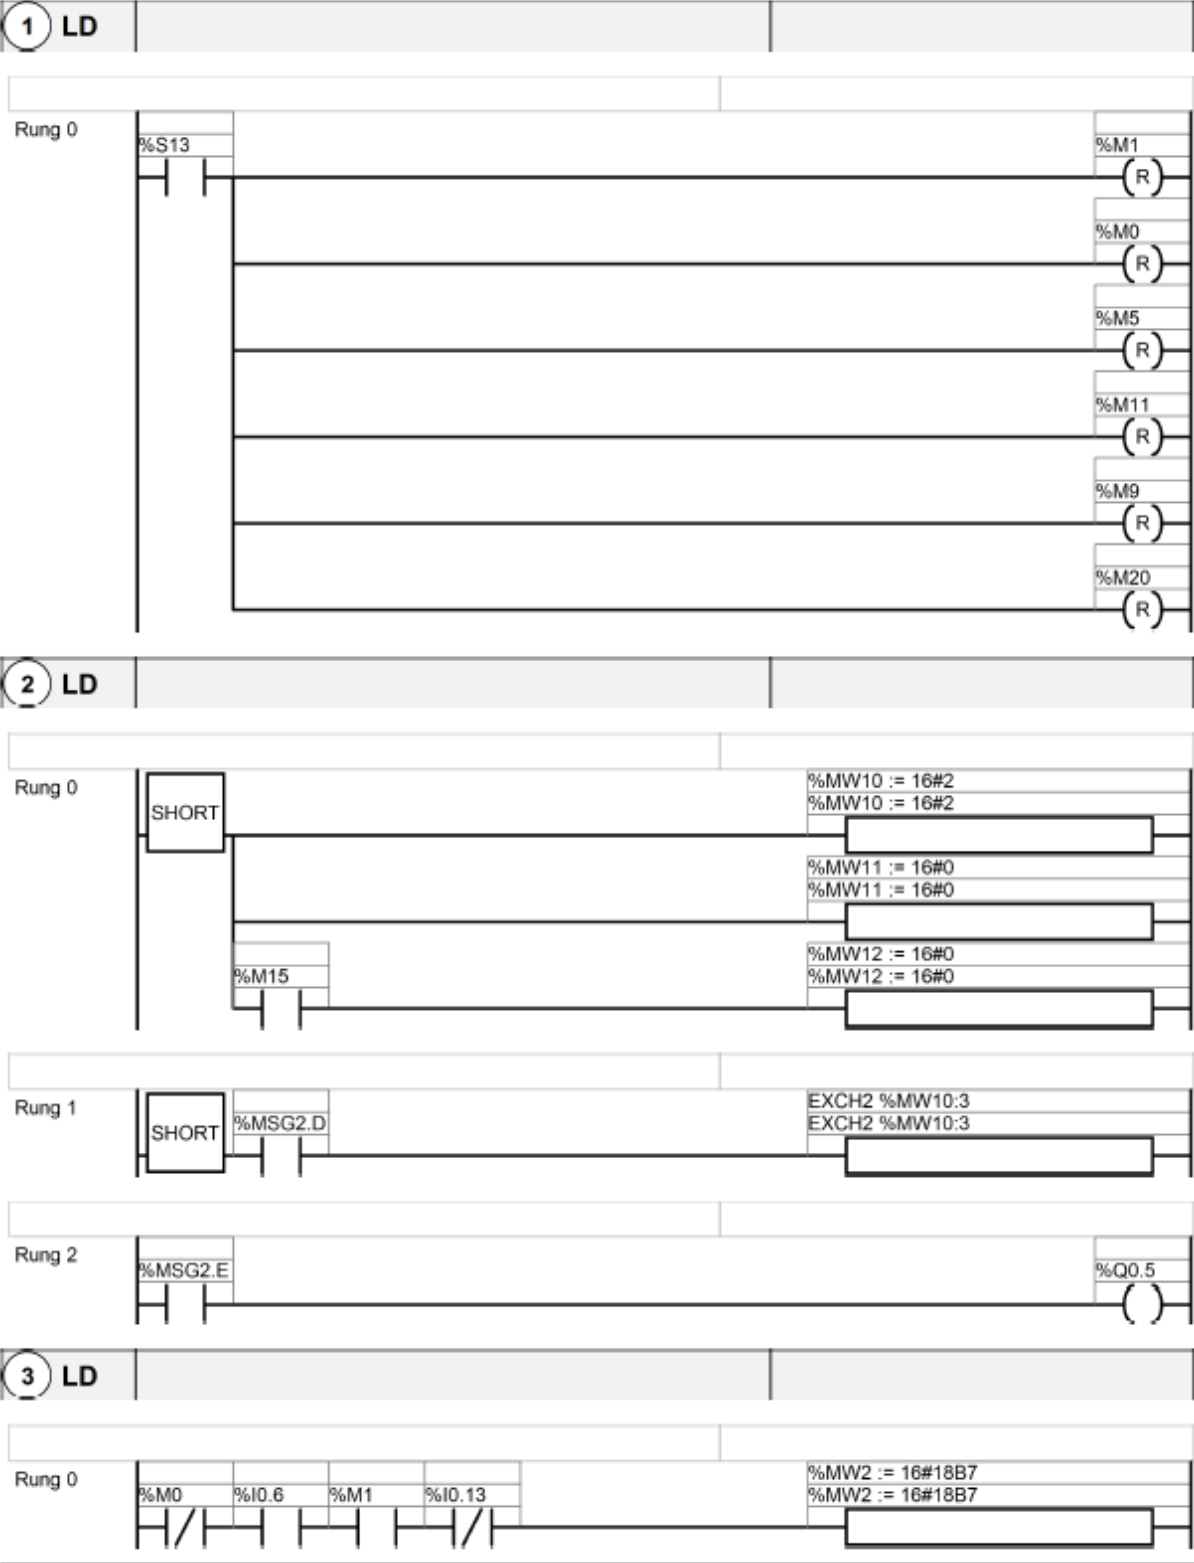 1 LD
Rung 0
%S13
%M1
R
%M0
R
%M5
R
%M11
R
%M9
R
%M20
R
2 LD
Rung 0
SHORT
%MW10 := 16#2
%MW10 := 16#2
%MW11 := 16#0
%MW11 := 16#0
%M15
%MW12 := 16#0
%MW12 := 16#0
Rung 1
SHORT
%MSG2.D
EXCH2 %MW10:3
EXCH2 %MW10:3
Rung 2
%MSG2.E
%Q0.5
3 LD
Rung 0
%M0 %I0.6 %M1 %I0.13
%MW2 := 16#18B7
%MW2 := 16#18B7